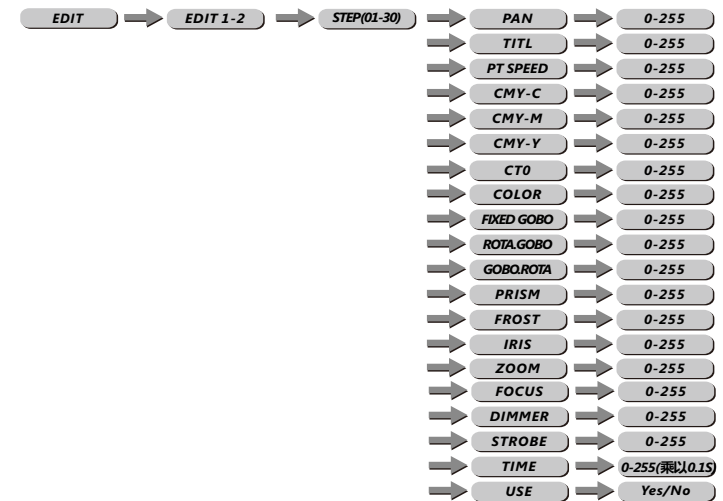 EDIT EDIT 1-2 STEP(01-30) PAN 0-255
TITL 0-255
PT SPEED 0-255
CMY-C 0-255
CMY-M 0-255
CMY-Y 0-255
CT0 0-255
COLOR 0-255
FIXED GOBO 0-255
ROTA.GOBO 0-255
GOBO.ROTA 0-255
PRISM 0-255
FROST 0-255
IRIS 0-255
ZOOM 0-255
FOCUS 0-255
DIMMER 0-255
STROBE 0-255
TIME 0-255(乘以0.1S)
USE Yes/No